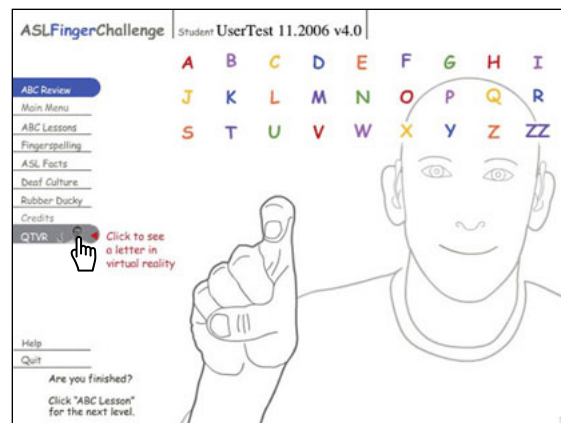 ASLFingerChallenge Student UserTest 11.2006 v4.0
A B C D E F G H I
J K L M N O P Q R
S T U V W X Y Z ZZ
ABC Review
Main Menu
ABC Lessons
Fingerspelling
ASL Facts
Deaf Culture
Rubber Ducky
Credits
QTVR
Click to see
a letter in
virtual reality
Help
Quit
Are you finished?
Click "ABC Lesson"
for the next level.